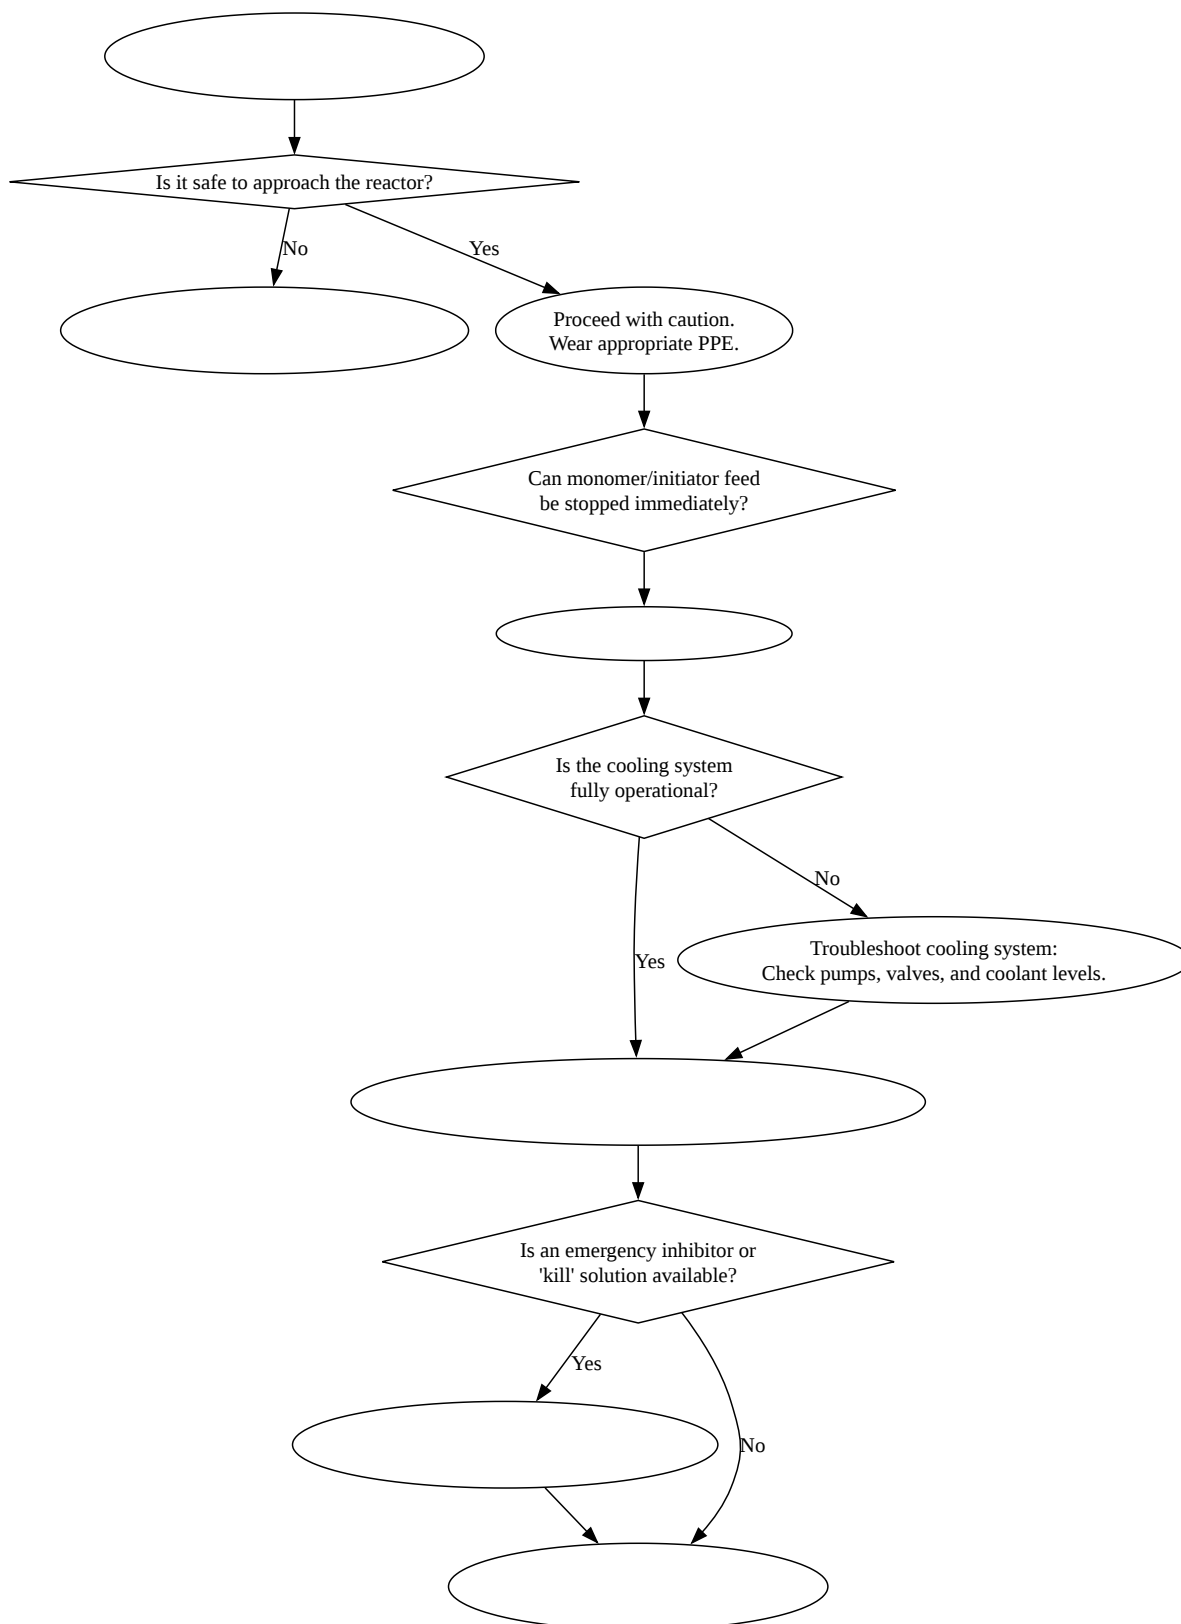 Is it safe to approach the reactor?
No
Yes
Proceed with caution.
Wear appropriate PPE.
Can monomer/initiator feed
be stopped immediately?
Is the cooling system
fully operational?
No
Yes
Troubleshoot cooling system:
Check pumps, valves, and coolant levels.
Is an emergency inhibitor or
'kill' solution available?
Yes
No